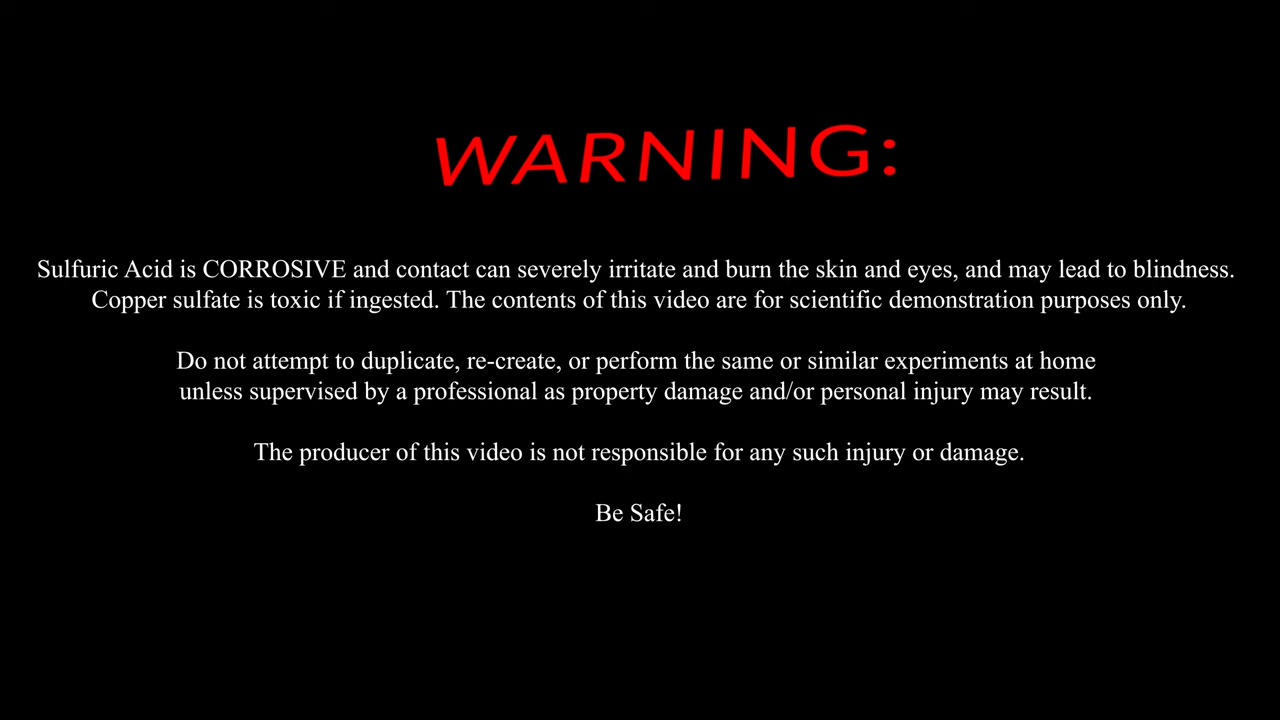 WARNING:
Sulfuric Acid is CORROSIVE and contact can severely irritate and burn the skin and eyes, and may lead to blindness.
Copper sulfate is toxic if ingested. The contents of this video are for scientific demonstration purposes only.
Do not attempt to duplicate, re-create, or perform the same or similar experiments at home
unless supervised by a professional as property damage and/or personal injury may result.
The producer of this video is not responsible for any such injury or damage.
Be Safe!